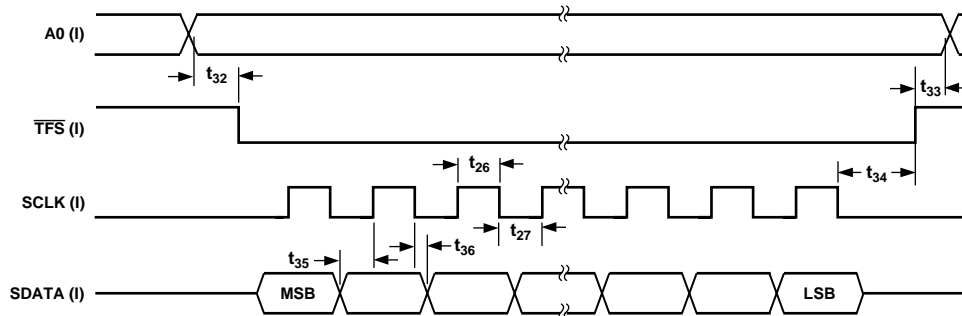 A0 (I)
t32
t33
TFS (I)
t26
t34
SCLK (I)
t27
t36
t35
SDATA (I)
MSB
LSB